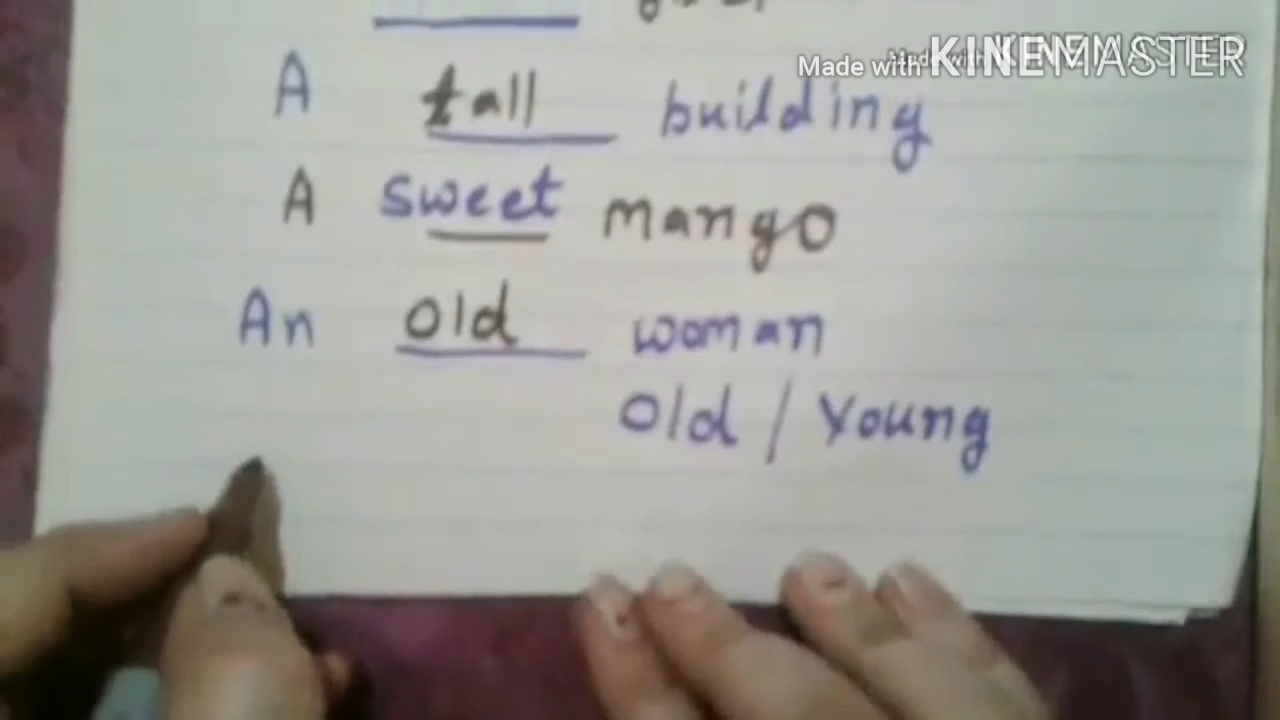 Made with KINEMASTER
A tall building
A sweet mango
An old woman
Old / Young